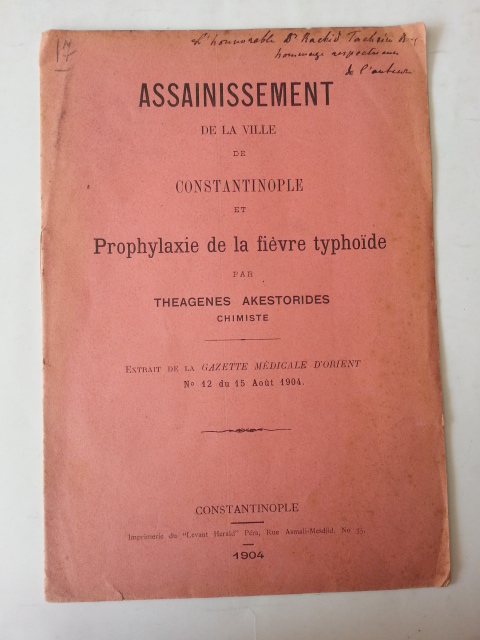 L'honorable Dr Rachid Tachsin Bey
hommage respectueux
de l'auteur
ASSAINISSEMENT
DE LA VILLE
DE
CONSTANTINOPLE
ET
Prophylaxie de la fièvre typhoïde
PAR
THEAGENES AKESTORIDES
CHIMISTE
EXTRAIT DE LA GAZETTE MÉDICALE D'ORIENT
No 12 du 15 Août 1904.
CONSTANTINOPLE
Imprimerie du "Levant Herald" Péra, Rue Asmali-Mesdjid, No 35.
1904